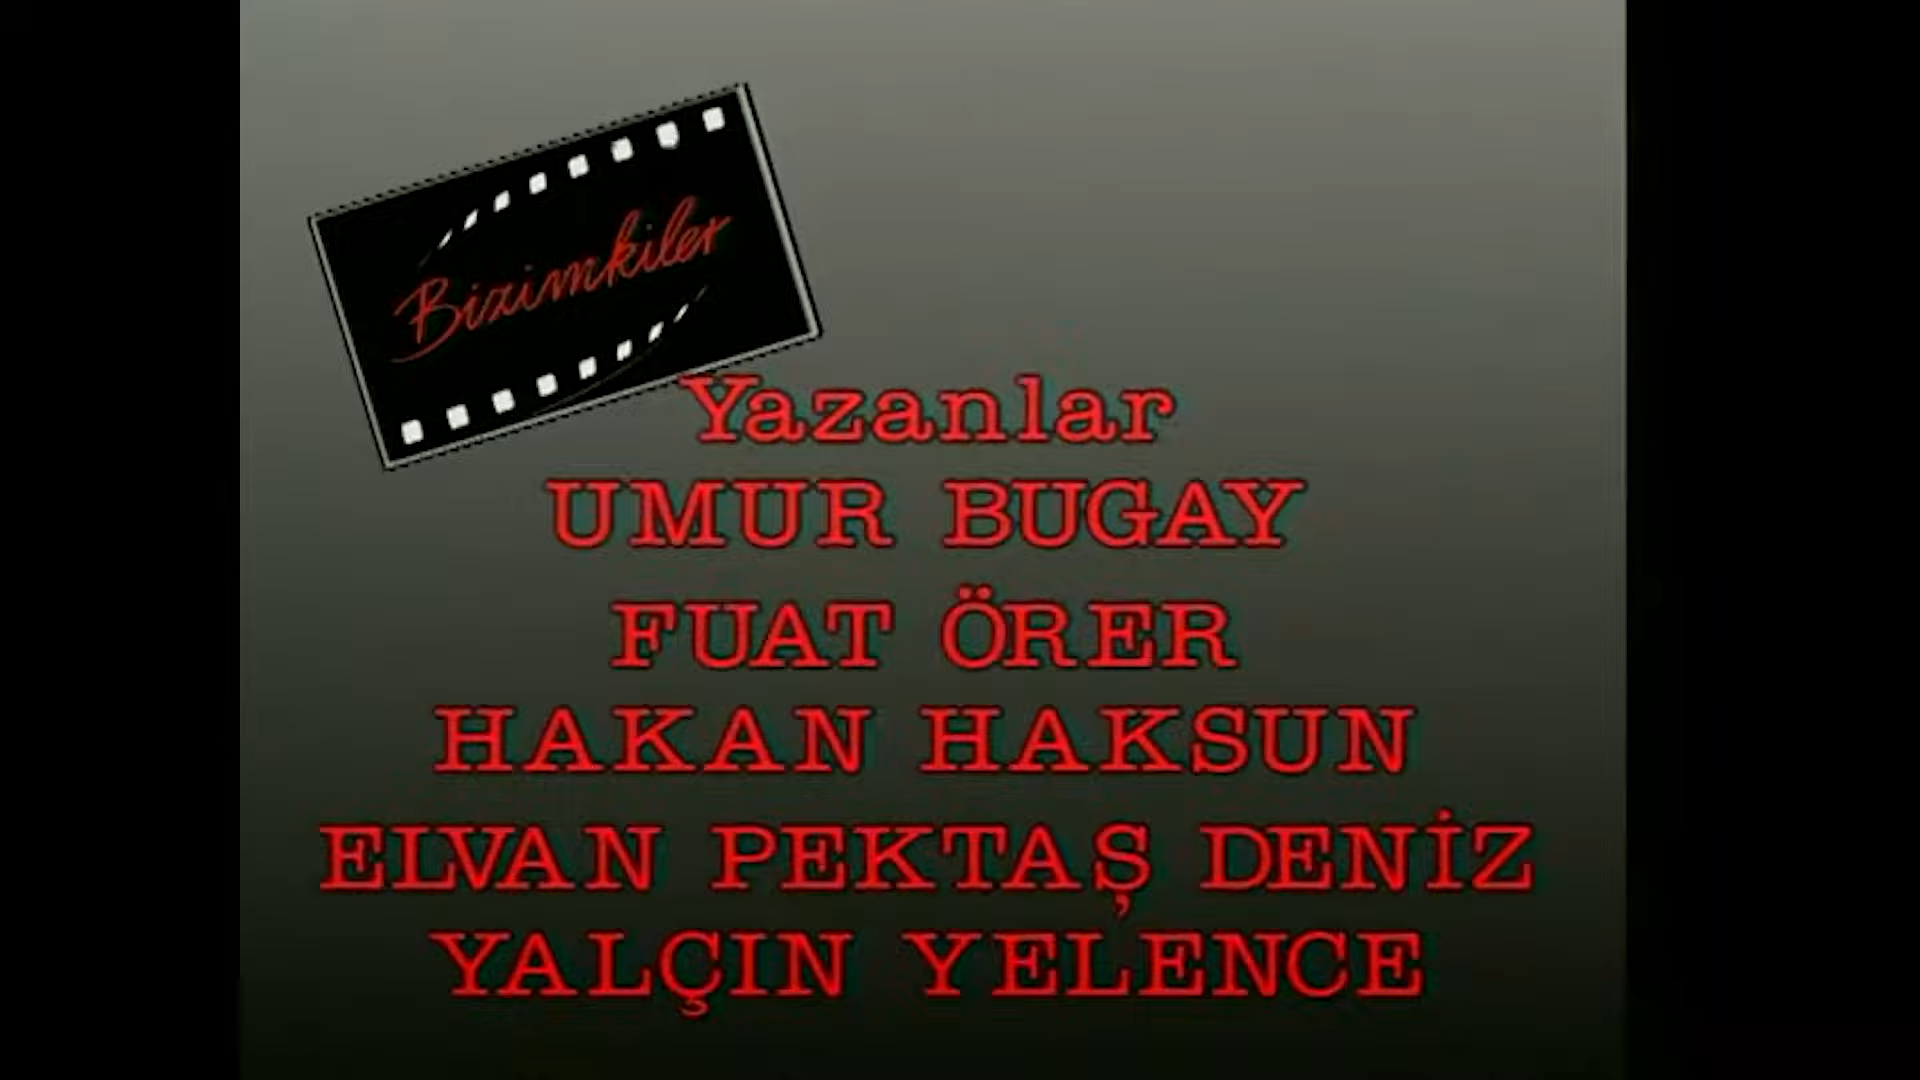 Bizimkiler
Yazanlar
UMUR BUGAY
FUAT ÖRER
HAKAN HAKSUN
ELVAN PEKTAŞ DENİZ
YALÇIN YELENCE